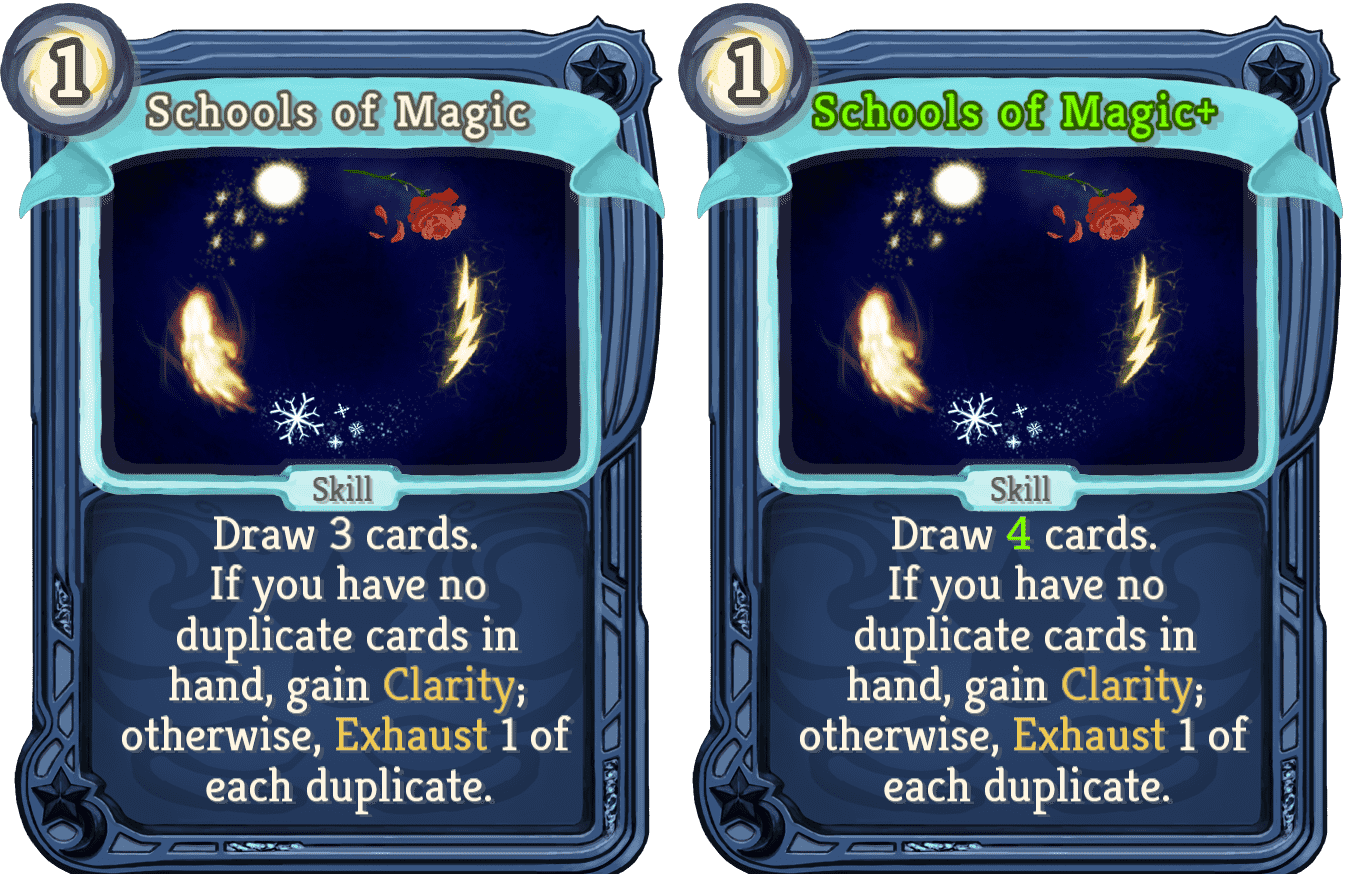 1
Schools of Magic
Skill
Draw 3 cards.
If you have no
duplicate cards in
hand, gain Clarity;
otherwise, Exhaust 1 of
each duplicate.
1
Schools of Magic+
Skill
Draw 4 cards.
If you have no
duplicate cards in
hand, gain Clarity;
otherwise, Exhaust 1 of
each duplicate.